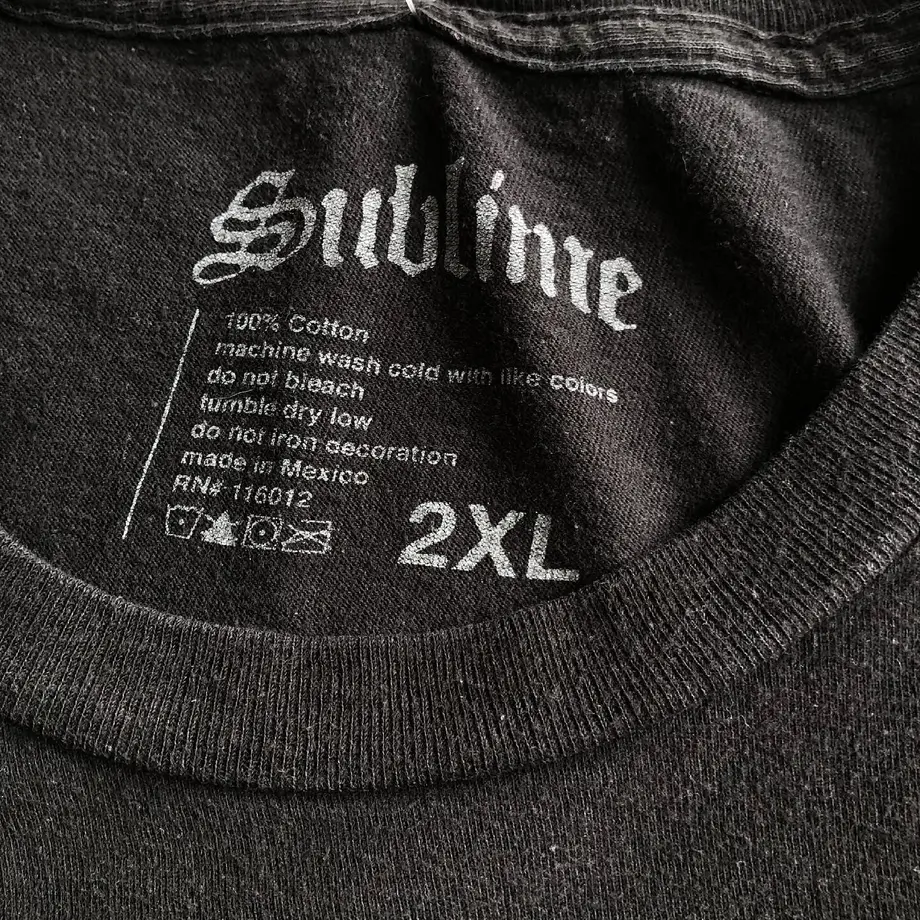 Sublime
100% Cotton
machine wash cold with like colors
do not bleach
tumble dry low
do not iron decoration
made in Mexico
RN# 116012
2XL